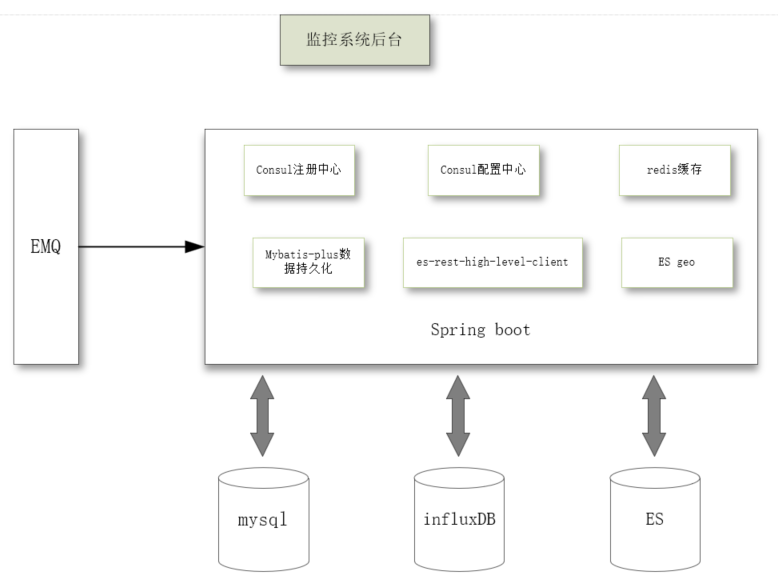 监控系统后台
EMQ
Consul注册中心
Consul配置中心
redis缓存
Mybatis-plus数
据持久化
es-rest-high-level-client
ES geo
Spring boot
mysql
influxDB
ES